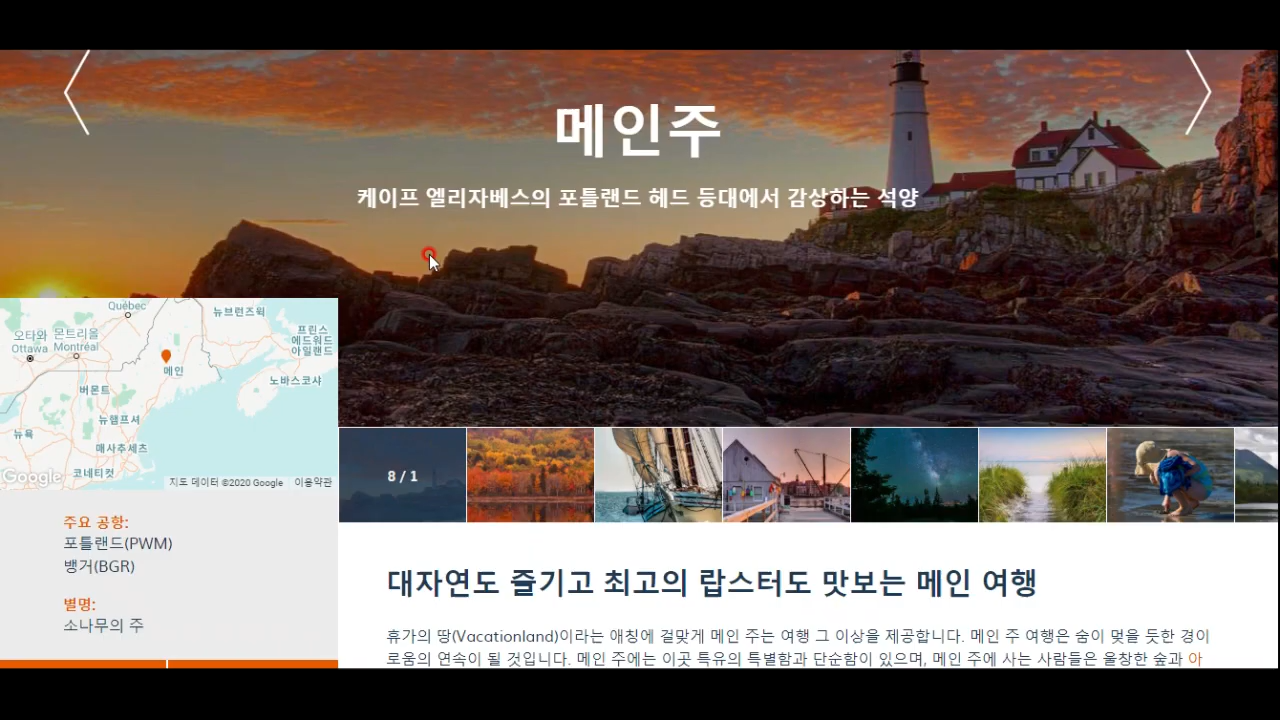 메인주
케이프 엘리자베스의 포틀랜드 헤드 등대에서 감상하는 석양
Québec
뉴브런즈윅
오타와
Ottawa
몬트리올
Montréal
프린스
에드워드
아일랜드
메인
노바스코샤
버몬트
뉴햄프셔
뉴욕
매사추세츠
코네티컷
Google
지도 데이터 ©2020 Google 이용약관
8 / 1
주요 공항:
포틀랜드(PWM)
뱅거(BGR)
별명:
소나무의 주
대자연도 즐기고 최고의 랍스터도 맛보는 메인 여행
휴가의 땅(Vacationland)이라는 애칭에 걸맞게 메인 주는 여행 그 이상을 제공합니다. 메인 주 여행은 숨이 멎을 듯한 경이
로움의 연속이 될 것입니다. 메인 주에는 이곳 특유의 특별함과 단순함이 있으며, 메인 주에 사는 사람들은 울창한 숲과 아